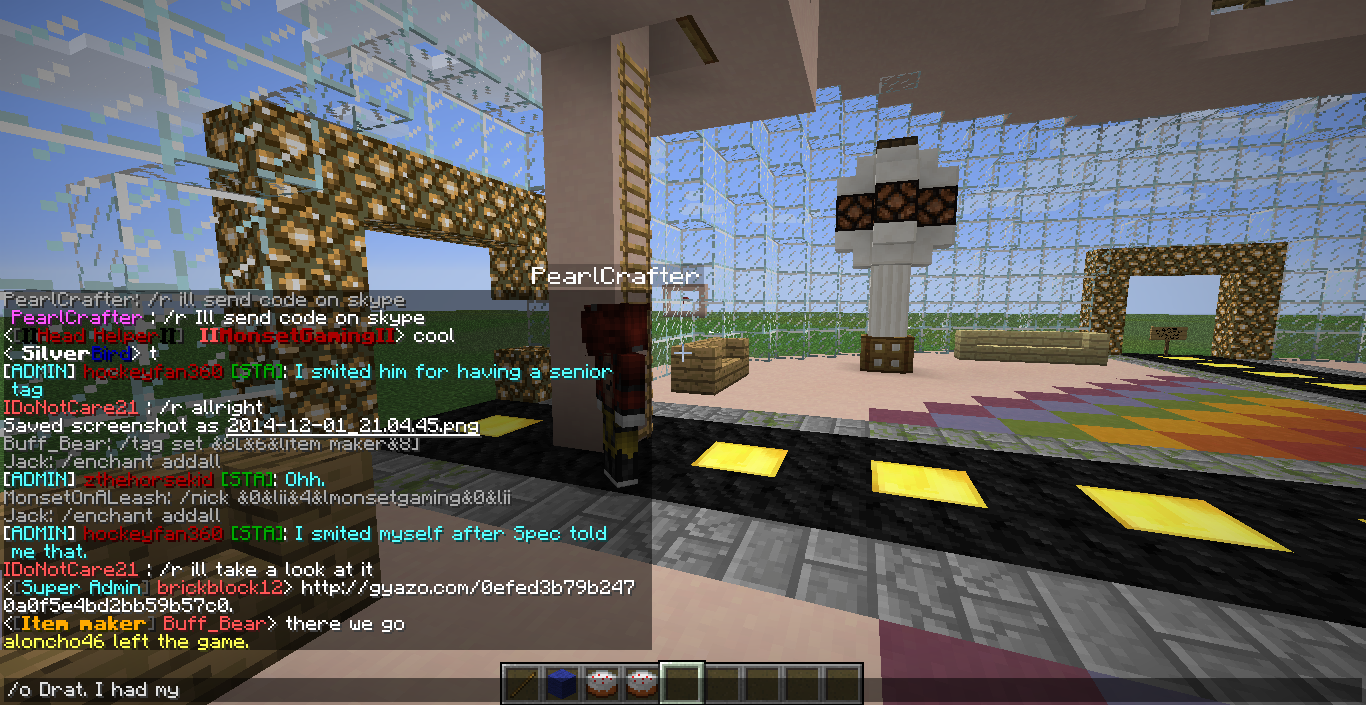 PearlCrafter
PearlCrafter: /r ill send code on skype
PearlCrafter : /r Ill send code on skype
<[II Head Helper II] IIMonsetGamingII> cool
< SilverBird> t
[ADMIN] hockeyfan360 [STA]: I smited him for having a senior
tag
IDoNotCare21 : /r allright
Saved screenshot as 2014-12-01_21.04.45.png
Buff_Bear: /tag set &8[&6&lItem maker&8]
Jack: /enchant addall
[ADMIN] zthehorsekid [STA]: Ohh.
MonsetOnALeash: /nick &0&lii&4&lmonsetgaming&0&lii
Jack: /enchant addall
[ADMIN] hockeyfan360 [STA]: I smited myself after Spec told
me that.
IDoNotCare21 : /r ill take a look at it
<[Super Admin] brickblock12> http://gyazo.com/0efed3b79b247
0a0f5e4bd2bb59b57c0.
<[Item maker] Buff_Bear> there we go
aloncho46 left the game.
/o Drat. I had my